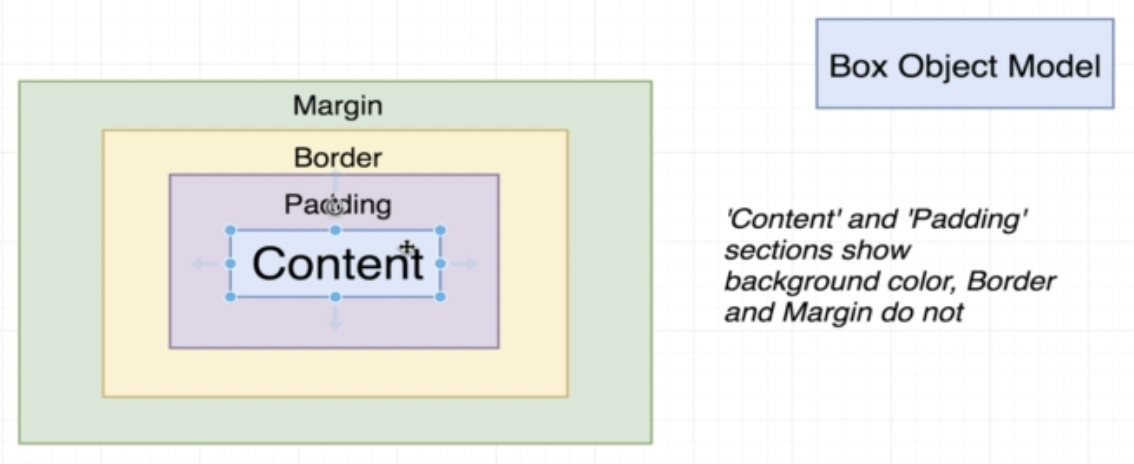 Box Object Model
Margin
Border
Padding
Content
'Content' and 'Padding'
sections show
background color, Border
and Margin do not